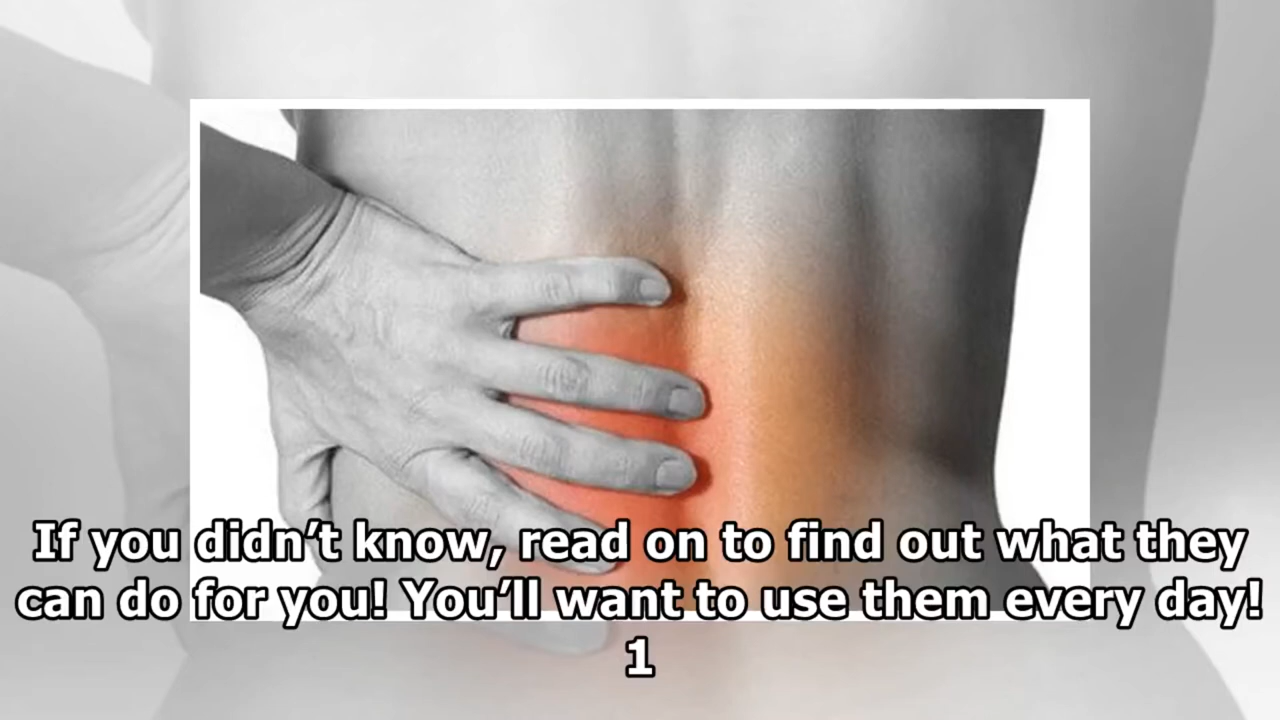 If you didn’t know, read on to find out what they
can do for you! You’ll want to use them every day!
1